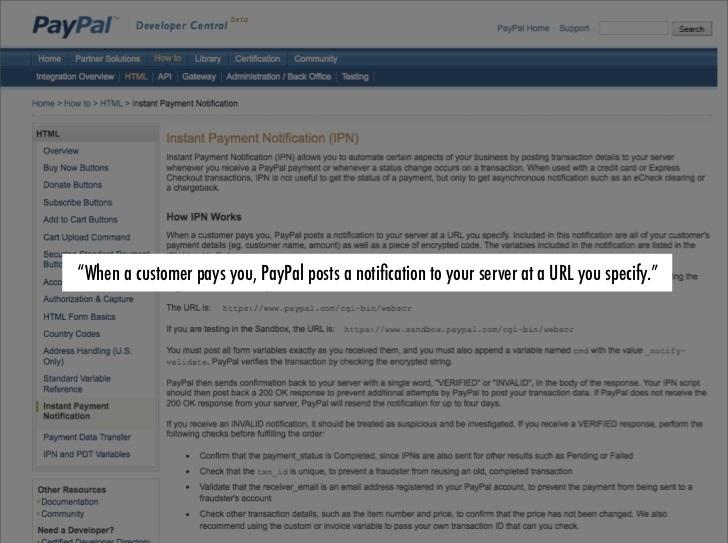 PayPal™ Developer Central beta
PayPal Home Support Search
Home Partner Solutions How to Library Certification Community
Integration Overview HTML API Gateway Administration / Back Office Testing
Home > How to > HTML > Instant Payment Notification
HTML
Overview
Buy Now Buttons
Donate Buttons
Subscribe Buttons
Add to Cart Buttons
Cart Upload Command
Authorization & Capture
HTML Form Basics
Country Codes
Address Handling (U.S.
Only)
Standard Variable
Reference
Instant Payment
Notification
Payment Data Transfer
IPN and PDT Variables
Other Resources
Documentation
Community
Need a Developer?
Certified Developer Directory
Instant Payment Notification (IPN)
Instant Payment Notification (IPN) allows you to automate certain aspects of your business by posting transaction details to your server
whenever you receive a PayPal payment or whenever a status change occurs on a transaction. When used with a credit card or Express
Checkout transactions, IPN is not useful to get the status of a payment, but only to get asynchronous notification such as an eCheck clearing or
a chargeback.
How IPN Works
When a customer pays you, PayPal posts a notification to your server at a URL you specify. Included in this notification are all of your customer's
payment details (eg. customer name, amount) as well as a piece of encrypted code. The variables included in the notification are listed in the
“When a customer pays you, PayPal posts a notification to your server at a URL you specify.”
The URL is: https://www.paypal.com/cgi-bin/webscr
If you are testing in the Sandbox, the URL is: https://www.sandbox.paypal.com/cgi-bin/webscr
You must post all form variables exactly as you received them, and you must also append a variable named cmd with the value _notify-
validate. PayPal verifies the transaction by checking the encrypted string.
PayPal then sends confirmation back to your server with a single word, "VERIFIED" or "INVALID", in the body of the response. Your IPN script
should then post back a 200 OK response to prevent additional attempts by PayPal to post your transaction data. If PayPal does not receive the
200 OK response from your server, PayPal will resend the notification for up to four days.
If you receive an INVALID notification, it should be treated as suspicious and be investigated. If you receive a VERIFIED response, perform the
following checks before fulfilling the order:
• Confirm that the payment_status is Completed, since IPNs are also sent for other results such as Pending or Failed
• Check that the txn_id is unique, to prevent a fraudster from reusing an old, completed transaction
• Validate that the receiver_email is an email address registered in your PayPal account, to prevent the payment from being sent to a
fraudster's account
• Check other transaction details, such as the item number and price, to confirm that the price has not been changed. We also
recommend using the custom or invoice variable to pass your own transaction ID that you can check.